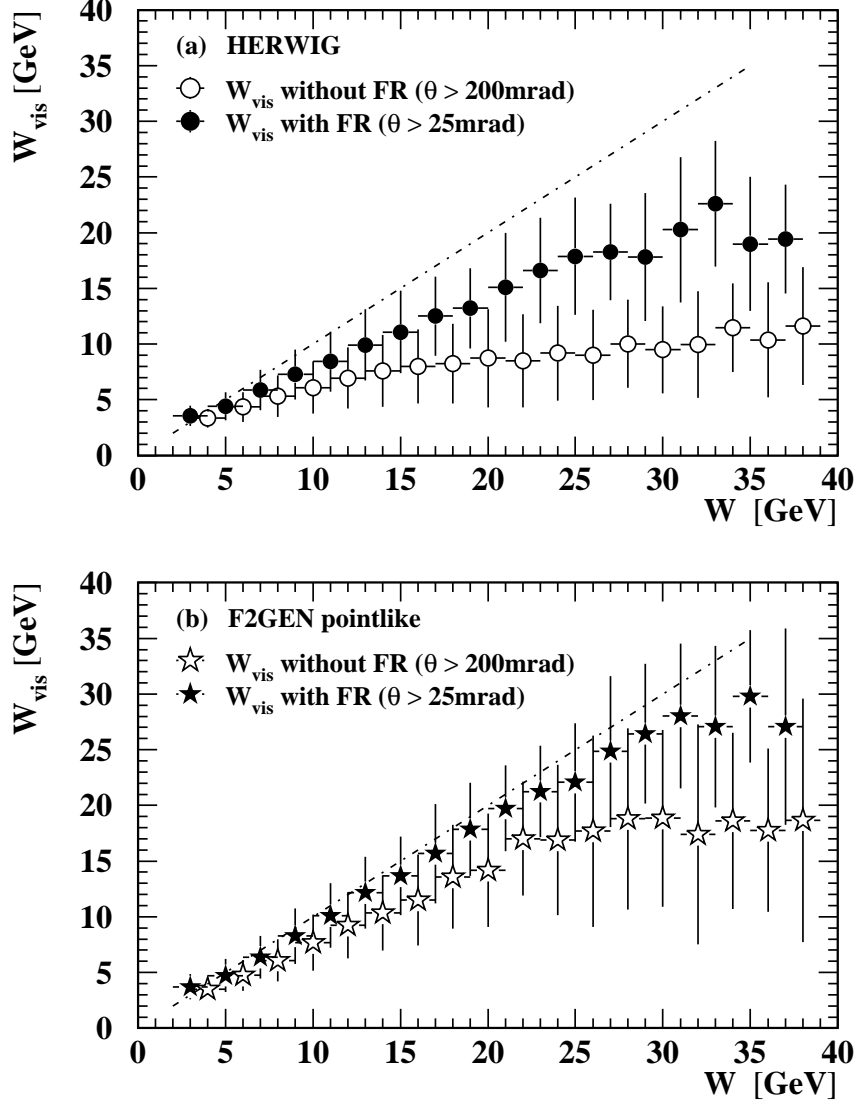 W_vis [GeV]
40
35
30
25
20
15
10
5
0
(a) HERWIG
W_vis without FR (θ > 200mrad)
W_vis with FR (θ > 25mrad)
0 5 10 15 20 25 30 35 40
W [GeV]
W_vis [GeV]
40
35
30
25
20
15
10
5
0
(b) F2GEN pointlike
W_vis without FR (θ > 200mrad)
W_vis with FR (θ > 25mrad)
0 5 10 15 20 25 30 35 40
W [GeV]